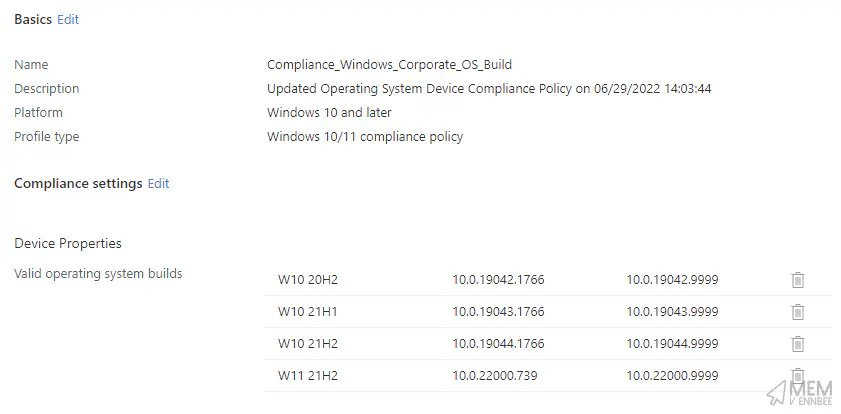 Basics Edit
Name Compliance_Windows_Corporate_OS_Build
Description Updated Operating System Device Compliance Policy on 06/29/2022 14:03:44
Platform Windows 10 and later
Profile type Windows 10/11 compliance policy
Compliance settings Edit
Device Properties
Valid operating system builds W10 20H2 10.0.19042.1766 10.0.19042.9999
W10 21H1 10.0.19043.1766 10.0.19043.9999
W10 21H2 10.0.19044.1766 10.0.19044.9999
W11 21H2 10.0.22000.739 10.0.22000.9999
MEM
V ENNBEE